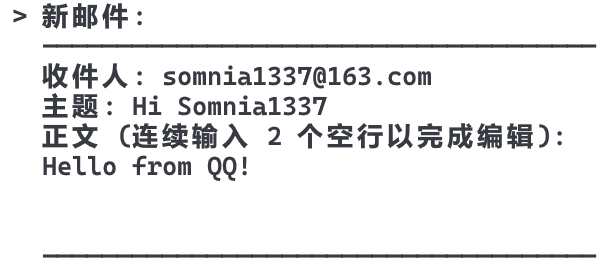 > 新邮件:
收件人: somnia1337@163.com
主题: Hi Somnia1337
正文 (连续输入 2 个空行以完成编辑):
Hello from QQ!